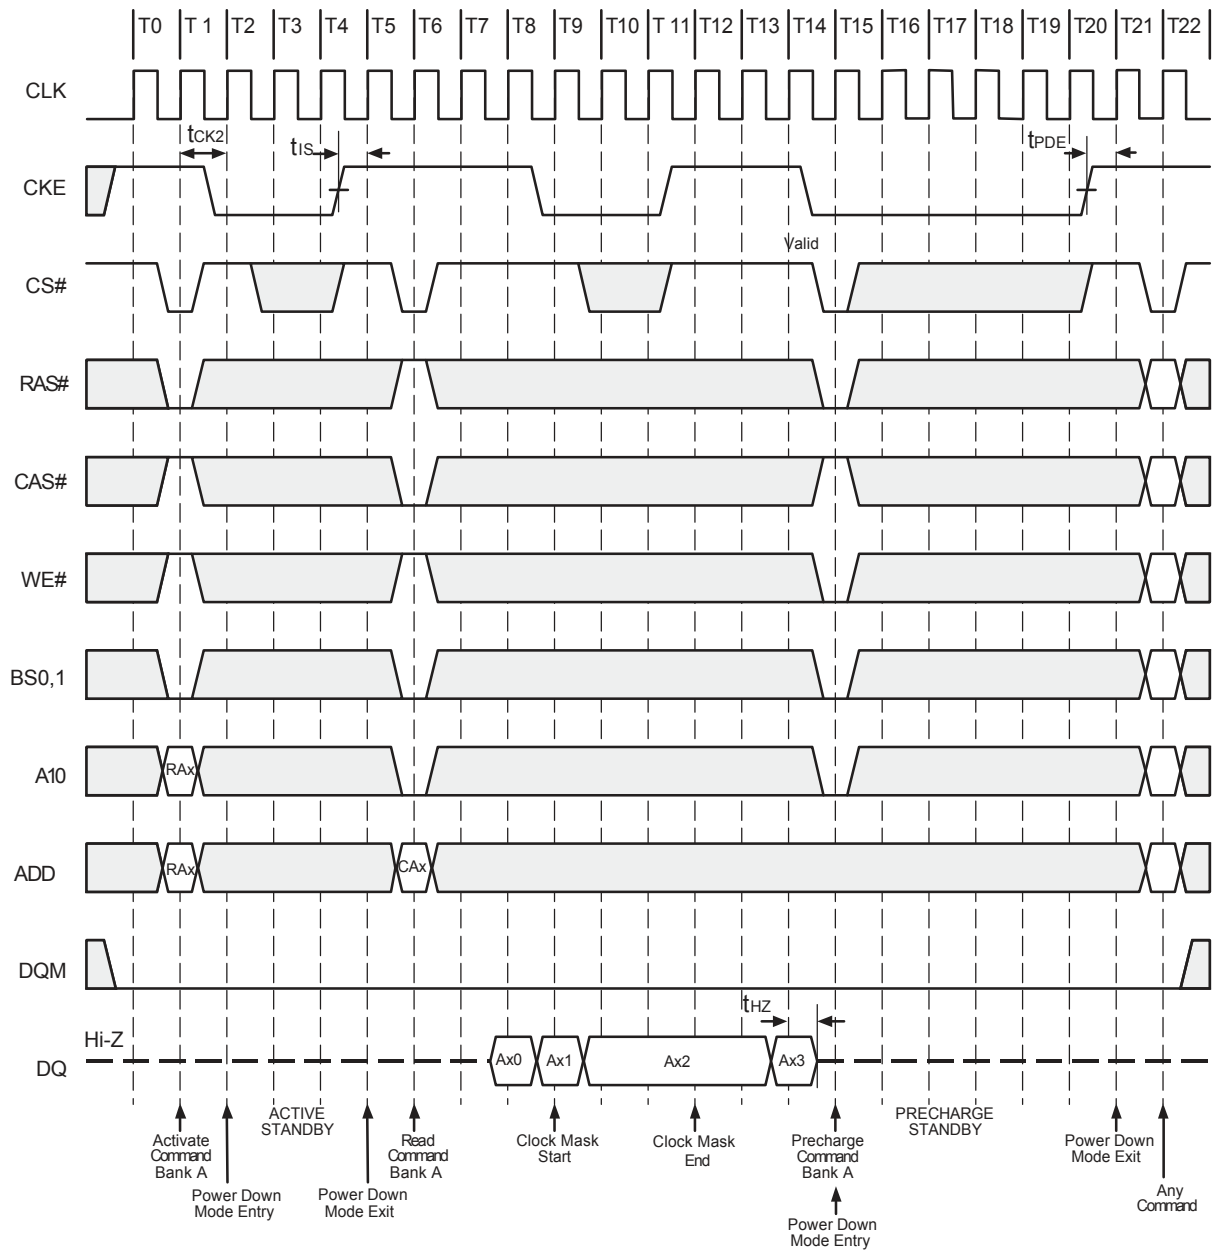 T0 T 1 T2 T3 T4 T5 T6 T7 T8 T9 T10 T 11 T12 T13 T14 T15 T16 T17 T18 T19 T20 T21 T22
CLK
tCK2 tIS tPDE
CKE
Valid
CS#
RAS#
CAS#
WE#
BS0,1
A10 RAx
ADD RAx CAx
DQM
tHZ
Hi-Z
DQ Ax0 Ax1 Ax2 Ax3
ACTIVE
STANDBY
PRECHARGE
STANDBY
Activate
Command
Bank A
Power Down
Mode Entry
Power Down
Mode Exit
Read
Command
Bank A
Clock Mask
Start
Clock Mask
End
Precharge
Command
Bank A
Power Down
Mode Entry
Power Down
Mode Exit
Any
Command